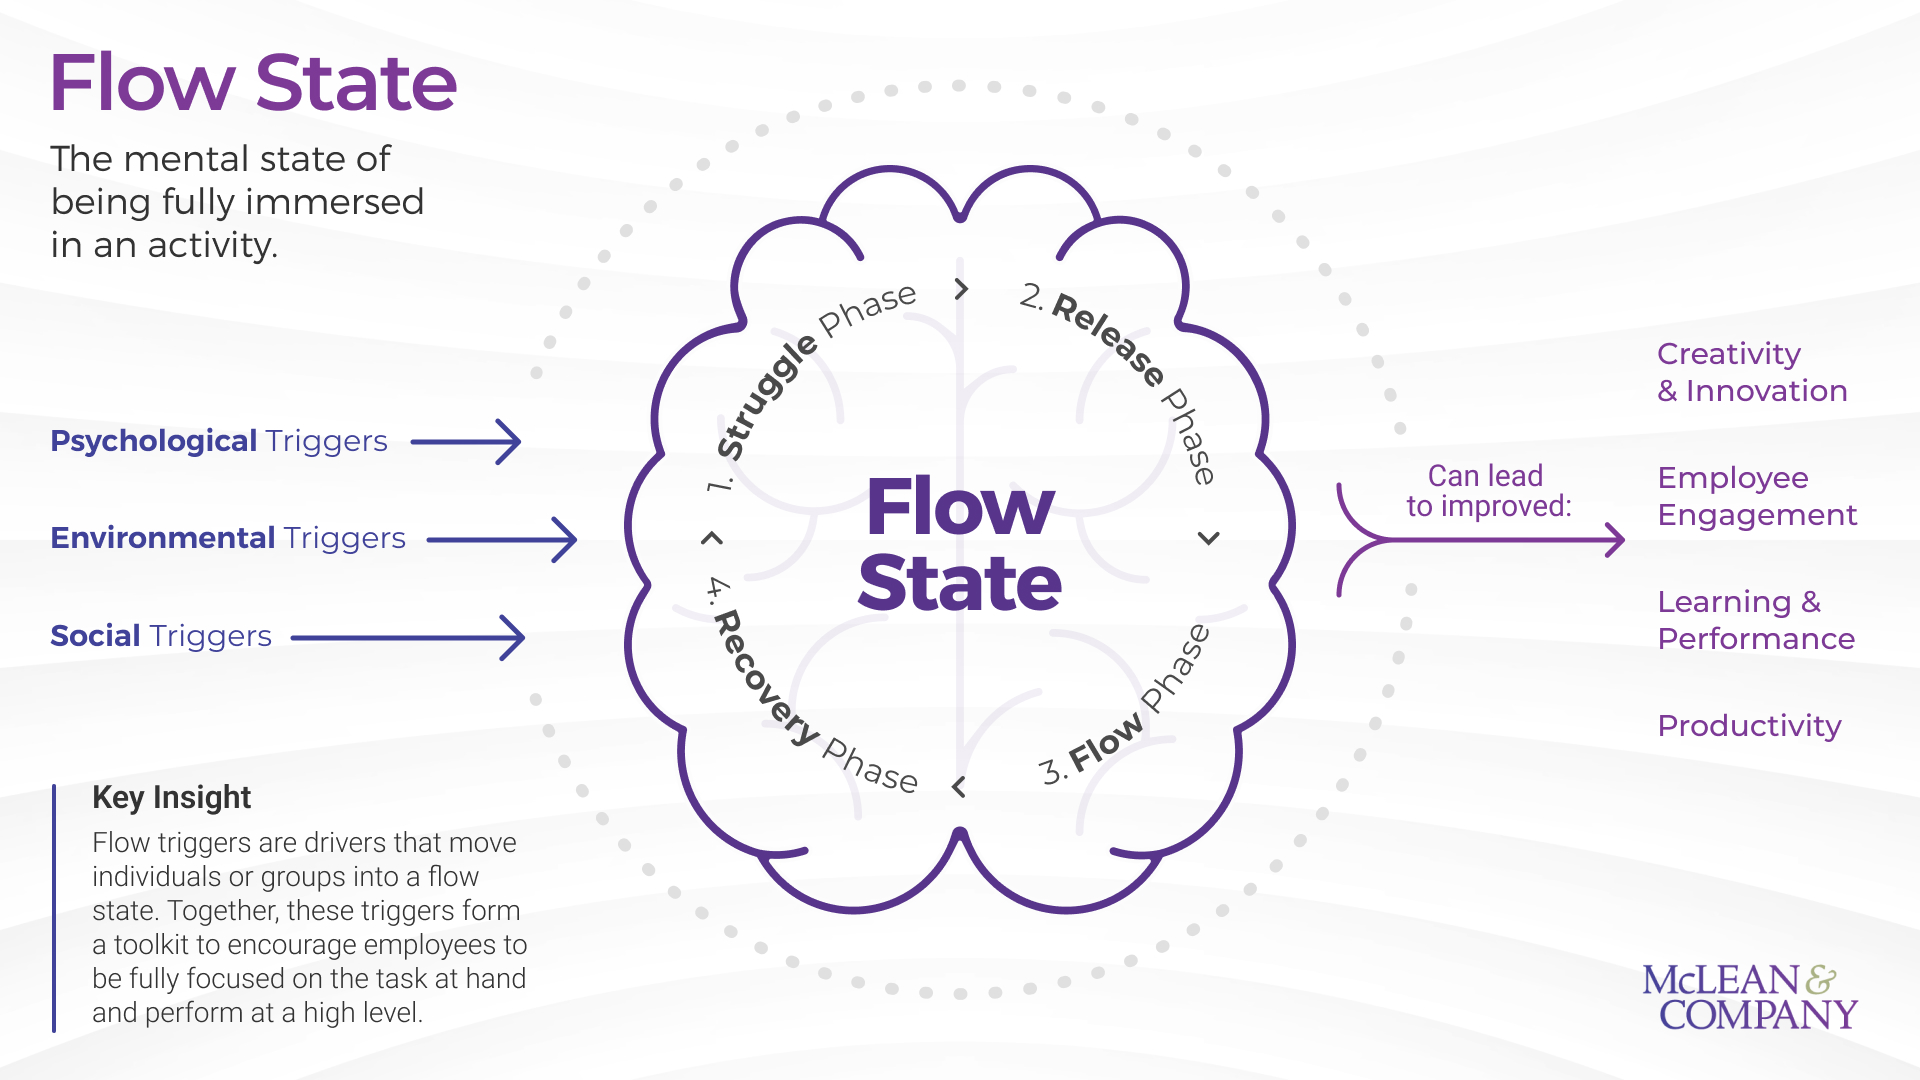 Flow State
The mental state of
being fully immersed
in an activity.
Psychological Triggers
Environmental Triggers
Social Triggers
Key Insight
Flow triggers are drivers that move
individuals or groups into a flow
state. Together, these triggers form
a toolkit to encourage employees to
be fully focused on the task at hand
and perform at a high level.
1. Struggle Phase
2. Release Phase
3. Flow Phase
4. Recovery Phase
Flow
State
Can lead
to improved:
Creativity
& Innovation
Employee
Engagement
Learning &
Performance
Productivity
McLEAN &
COMPANY